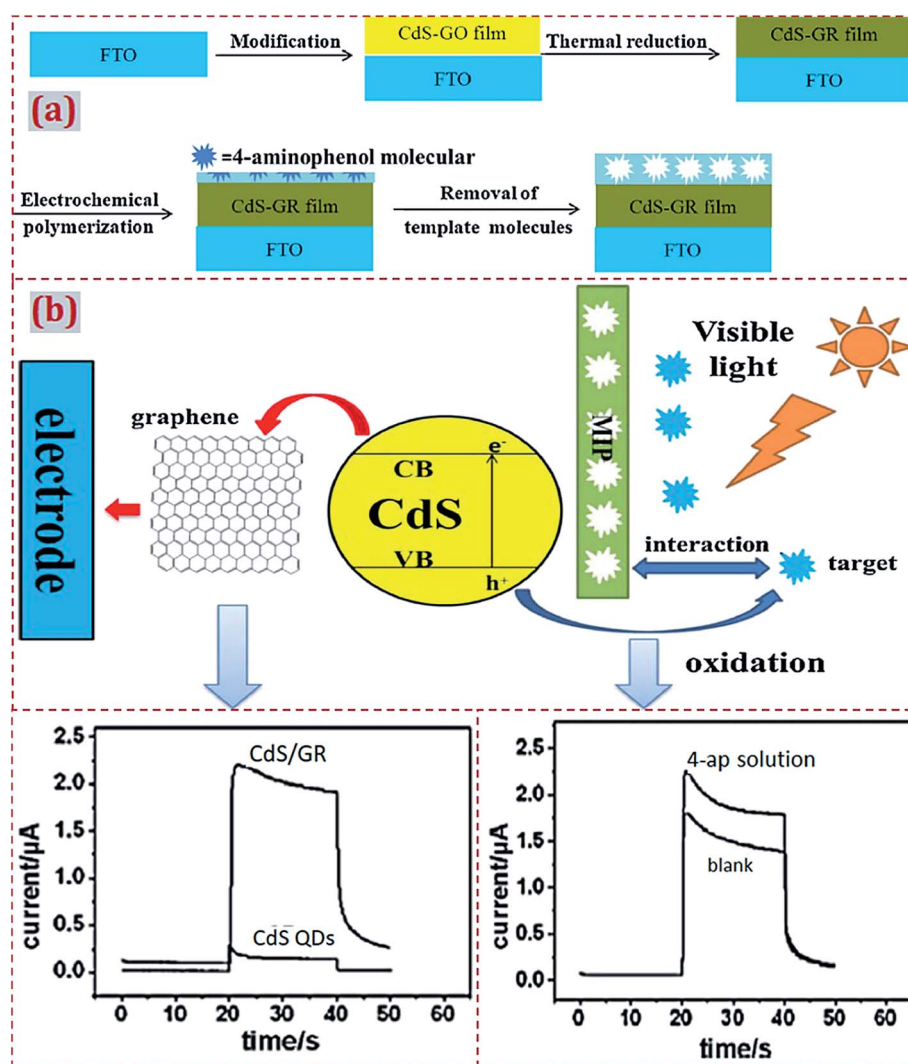 FTO
Modification
CdS-GO film
FTO
Thermal reduction
CdS-GR film
FTO
(a)
=4-aminophenol molecular
Electrochemical
polymerization
CdS-GR film
FTO
Removal of
template molecules
CdS-GR film
FTO
(b)
electrode
graphene
e-
CB
CdS
VB
h+
MIP
Visible
light
interaction
target
oxidation
2.5
2.0
1.5
1.0
0.5
0.0
current/µA
CdS/GR
CdS QDs
0 10 20 30 40 50 60
time/s
2.5
2.0
1.5
1.0
0.5
0.0
current/µA
4-ap solution
blank
0 10 20 30 40 50 60
time/s